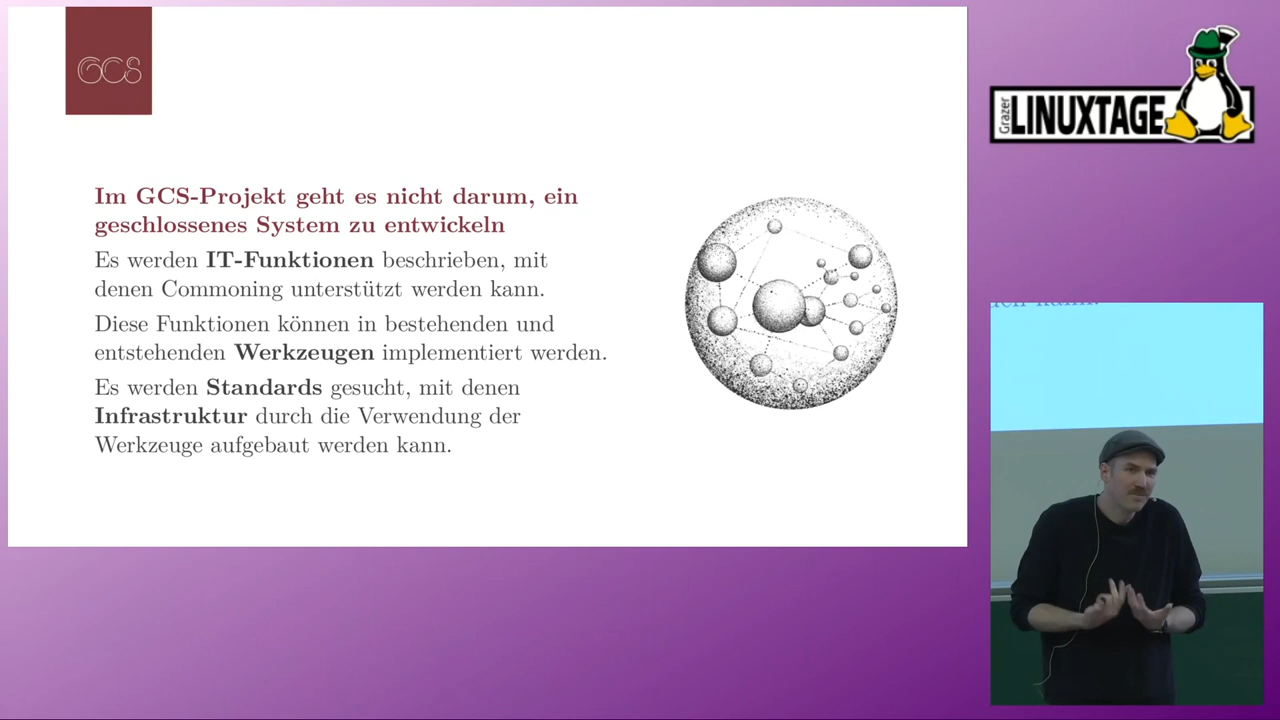 GCS
Im GCS-Projekt geht es nicht darum, ein
geschlossenes System zu entwickeln
Es werden IT-Funktionen beschrieben, mit
denen Commoning unterstützt werden kann.
Diese Funktionen können in bestehenden und
entstehenden Werkzeugen implementiert werden.
Es werden Standards gesucht, mit denen
Infrastruktur durch die Verwendung der
Werkzeuge aufgebaut werden kann.
Grazer
LINUXTAGE